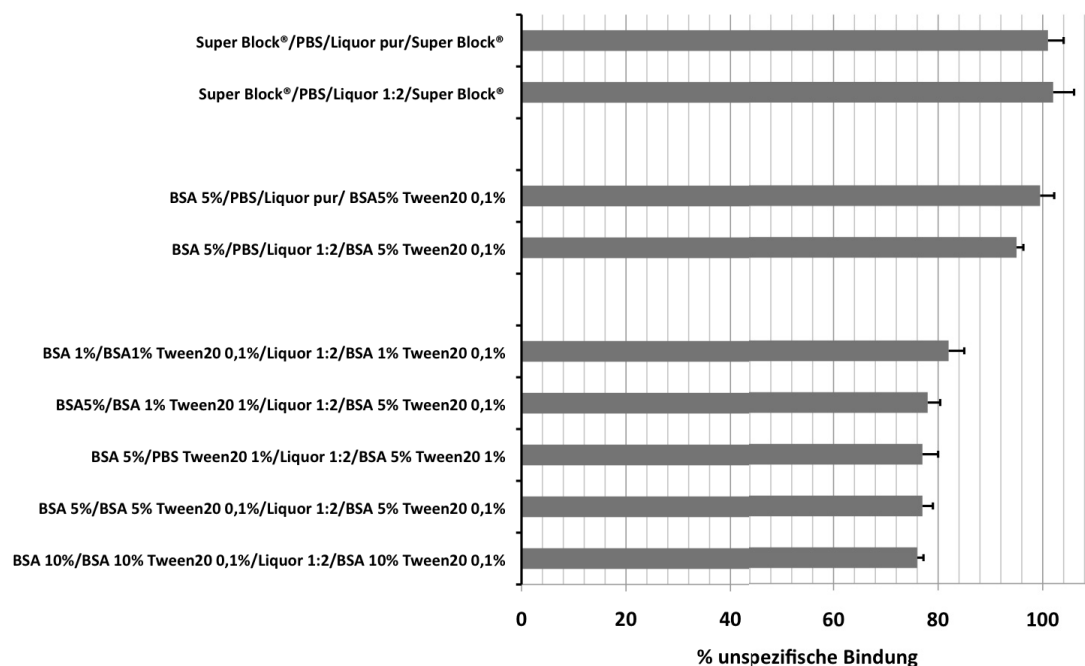 Super Block®/PBS/Liquor pur/Super Block®
Super Block®/PBS/Liquor 1:2/Super Block®
BSA 5%/PBS/Liquor pur/ BSA5% Tween20 0,1%
BSA 5%/PBS/Liquor 1:2/BSA 5% Tween20 0,1%
BSA 1%/BSA1% Tween20 0,1%/Liquor 1:2/BSA 1% Tween20 0,1%
BSA5%/BSA 1% Tween20 1%/Liquor 1:2/BSA 5% Tween20 0,1%
BSA 5%/PBS Tween20 1%/Liquor 1:2/BSA 5% Tween20 1%
BSA 5%/BSA 5% Tween20 0,1%/Liquor 1:2/BSA 5% Tween20 0,1%
BSA 10%/BSA 10% Tween20 0,1%/Liquor 1:2/BSA 10% Tween20 0,1%
0 20 40 60 80 100
% unspezifische Bindung